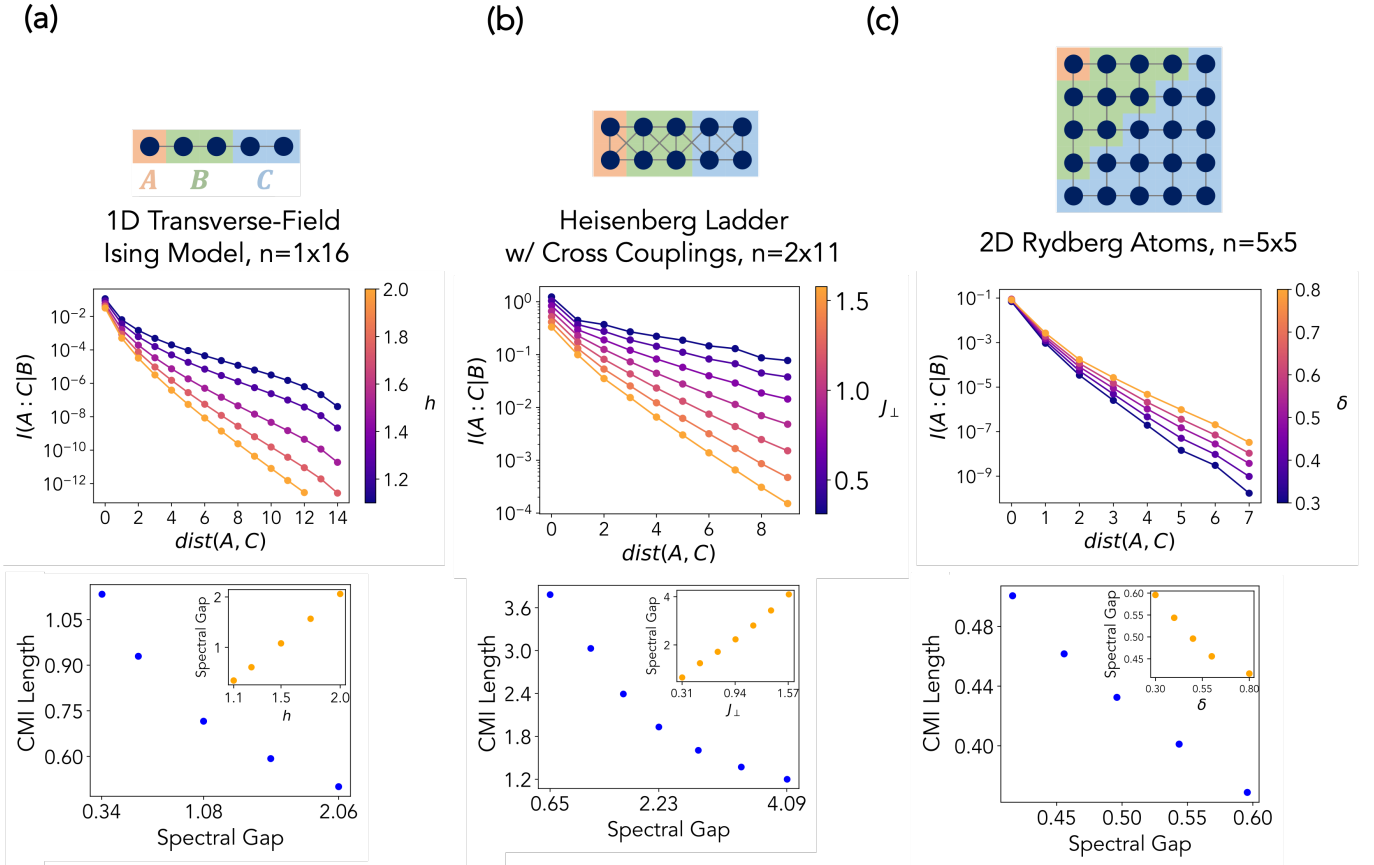 (a)
A B C
1D Transverse-Field
Ising Model, n=1x16
I(A : C|B)
10⁻²
10⁻⁴
10⁻⁶
10⁻⁸
10⁻¹⁰
10⁻¹²
0 2 4 6 8 10 12 14
dist(A, C)
2.0
1.8
1.6
1.4
1.2
h
CMI Length
1.05
0.90
0.75
0.60
0.34 1.08 2.06
Spectral Gap
Spectral Gap
2
1
1.1 1.5 2.0
h
(b)
Heisenberg Ladder
w/ Cross Couplings, n=2x11
I(A : C|B)
10⁰
10⁻¹
10⁻²
10⁻³
10⁻⁴
0 2 4 6 8
dist(A, C)
1.5
1.0
0.5
J⊥
CMI Length
3.6
3.0
2.4
1.8
1.2
0.65 2.23 4.09
Spectral Gap
Spectral Gap
4
2
0.31 0.94 1.57
J⊥
(c)
2D Rydberg Atoms, n=5x5
I(A : C|B)
10⁻¹
10⁻³
10⁻⁵
10⁻⁷
10⁻⁹
0 1 2 3 4 5 6 7
dist(A, C)
0.8
0.7
0.6
0.5
0.4
0.3
δ
CMI Length
0.48
0.44
0.40
0.45 0.50 0.55 0.60
Spectral Gap
Spectral Gap
0.60
0.55
0.50
0.45
0.30 0.55 0.80
δ